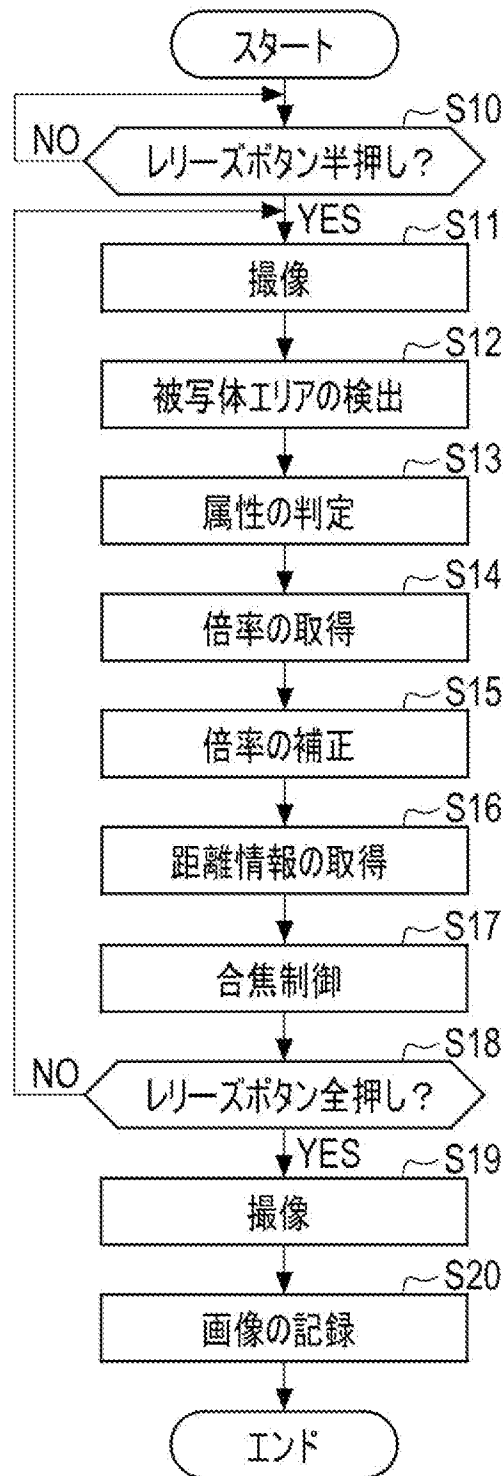 スタート
S10
NO
レリーズボタン半押し？
YES
S11
撮像
S12
被写体エリアの検出
S13
属性の判定
S14
倍率の取得
S15
倍率の補正
S16
距離情報の取得
S17
合焦制御
S18
NO
レリーズボタン全押し？
YES
S19
撮像
S20
画像の記録
エンド